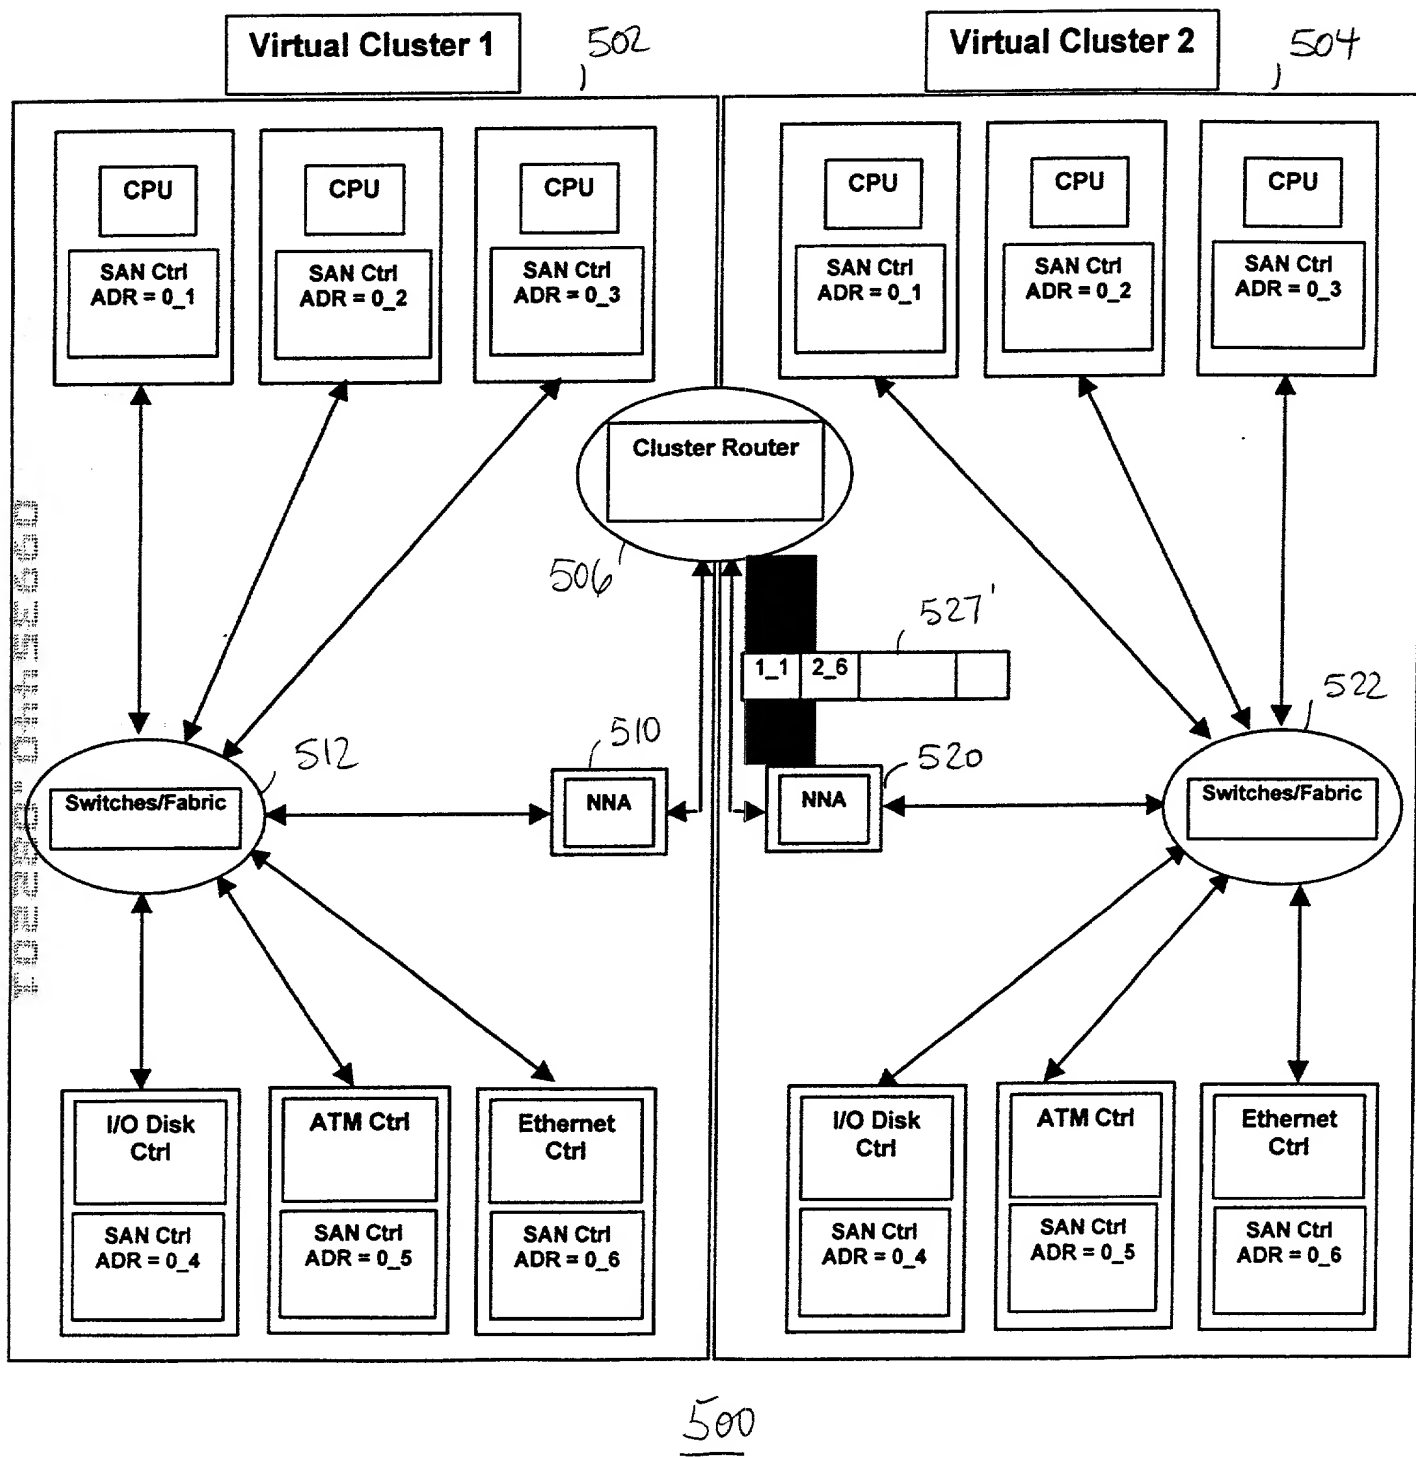 Virtual Cluster 1
502
Virtual Cluster 2
504
CPU
SAN Ctrl
ADR = 0_1
CPU
SAN Ctrl
ADR = 0_2
CPU
SAN Ctrl
ADR = 0_3
CPU
SAN Ctrl
ADR = 0_1
CPU
SAN Ctrl
ADR = 0_2
CPU
SAN Ctrl
ADR = 0_3
Cluster Router
506
527'
1_1 2_6
512
Switches/Fabric
510
NNA
520
NNA
522
Switches/Fabric
I/O Disk
Ctrl
SAN Ctrl
ADR = 0_4
ATM Ctrl
SAN Ctrl
ADR = 0_5
Ethernet
Ctrl
SAN Ctrl
ADR = 0_6
I/O Disk
Ctrl
SAN Ctrl
ADR = 0_4
ATM Ctrl
SAN Ctrl
ADR = 0_5
Ethernet
Ctrl
SAN Ctrl
ADR = 0_6
500